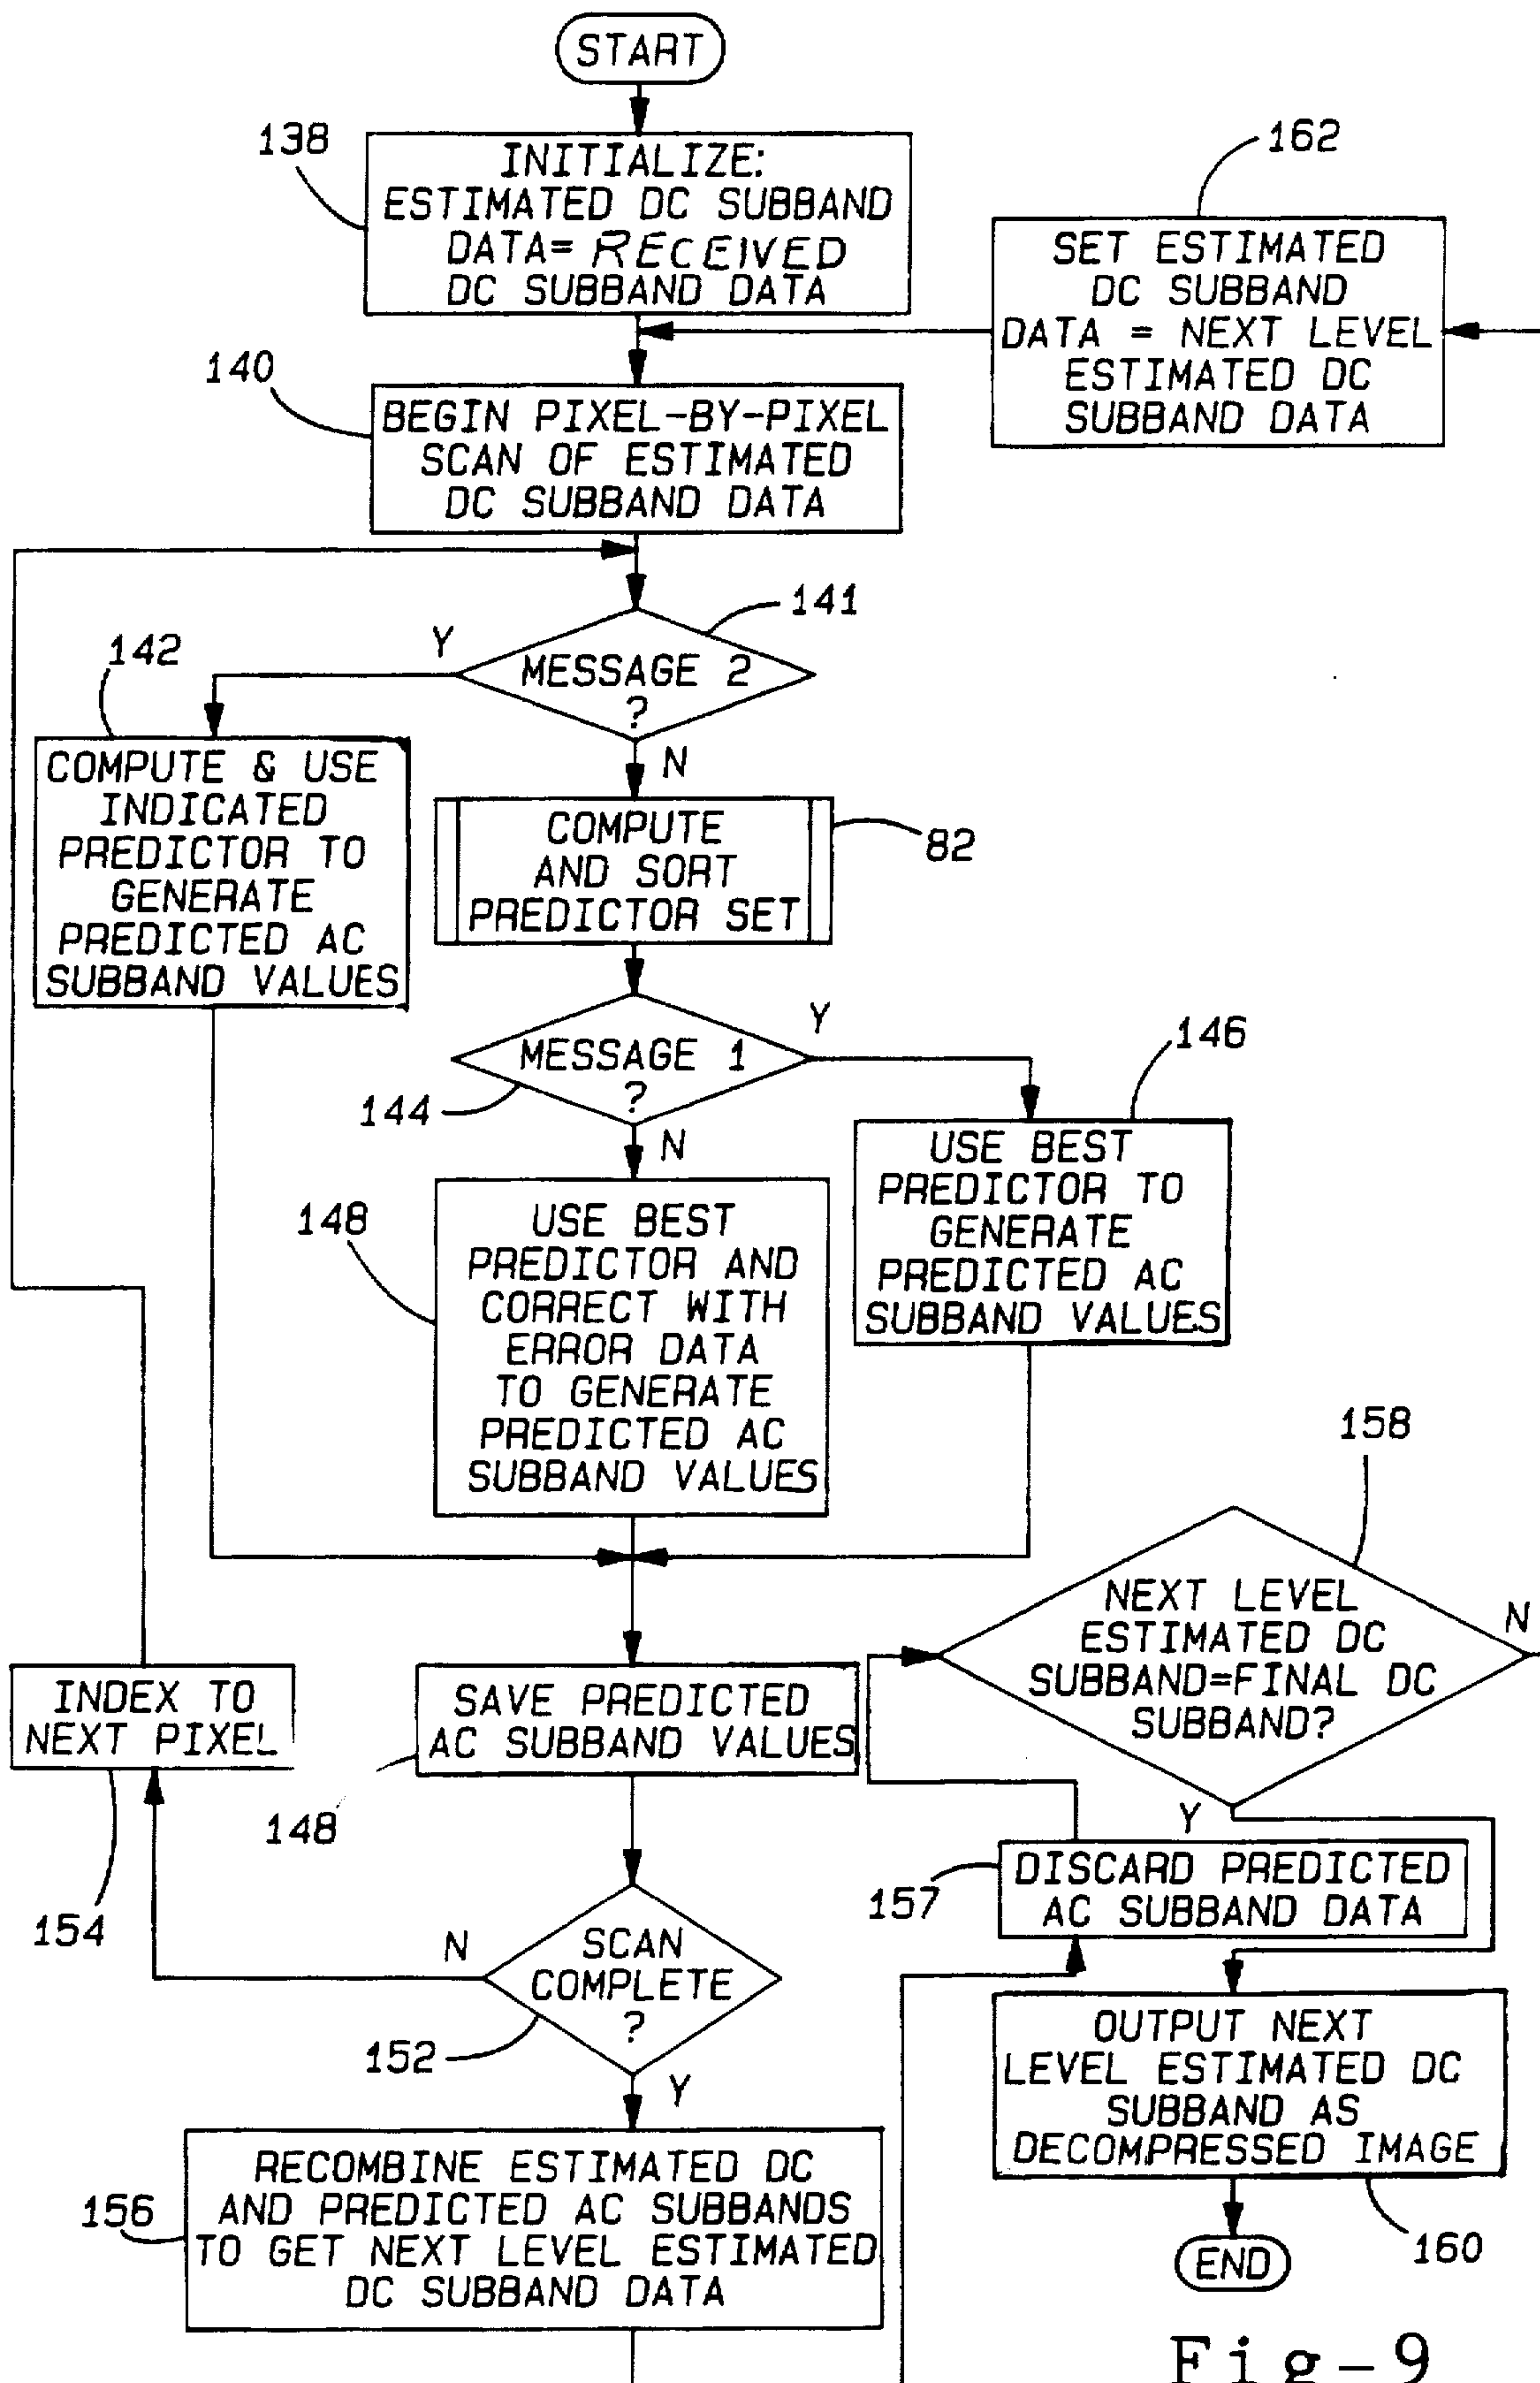 START
138
INITIALIZE:
ESTIMATED DC SUBBAND
DATA= RECEIVED
DC SUBBAND DATA
162
SET ESTIMATED
DC SUBBAND
DATA = NEXT LEVEL
ESTIMATED DC
SUBBAND DATA
140
BEGIN PIXEL-BY-PIXEL
SCAN OF ESTIMATED
DC SUBBAND DATA
141
MESSAGE 2
?
Y
N
142
COMPUTE & USE
INDICATED
PREDICTOR TO
GENERATE
PREDICTED AC
SUBBAND VALUES
COMPUTE
AND SORT
PREDICTOR SET
82
MESSAGE 1
?
Y
144
N
146
USE BEST
PREDICTOR TO
GENERATE
PREDICTED AC
SUBBAND VALUES
148
USE BEST
PREDICTOR AND
CORRECT WITH
ERROR DATA
TO GENERATE
PREDICTED AC
SUBBAND VALUES
158
NEXT LEVEL
ESTIMATED DC
SUBBAND=FINAL DC
SUBBAND?
N
Y
INDEX TO
NEXT PIXEL
154
SAVE PREDICTED
AC SUBBAND VALUES
148
157
DISCARD PREDICTED
AC SUBBAND DATA
SCAN
COMPLETE
?
N
152
Y
OUTPUT NEXT
LEVEL ESTIMATED DC
SUBBAND AS
DECOMPRESSED IMAGE
160
156
RECOMBINE ESTIMATED DC
AND PREDICTED AC SUBBANDS
TO GET NEXT LEVEL ESTIMATED
DC SUBBAND DATA
END
Fig-9